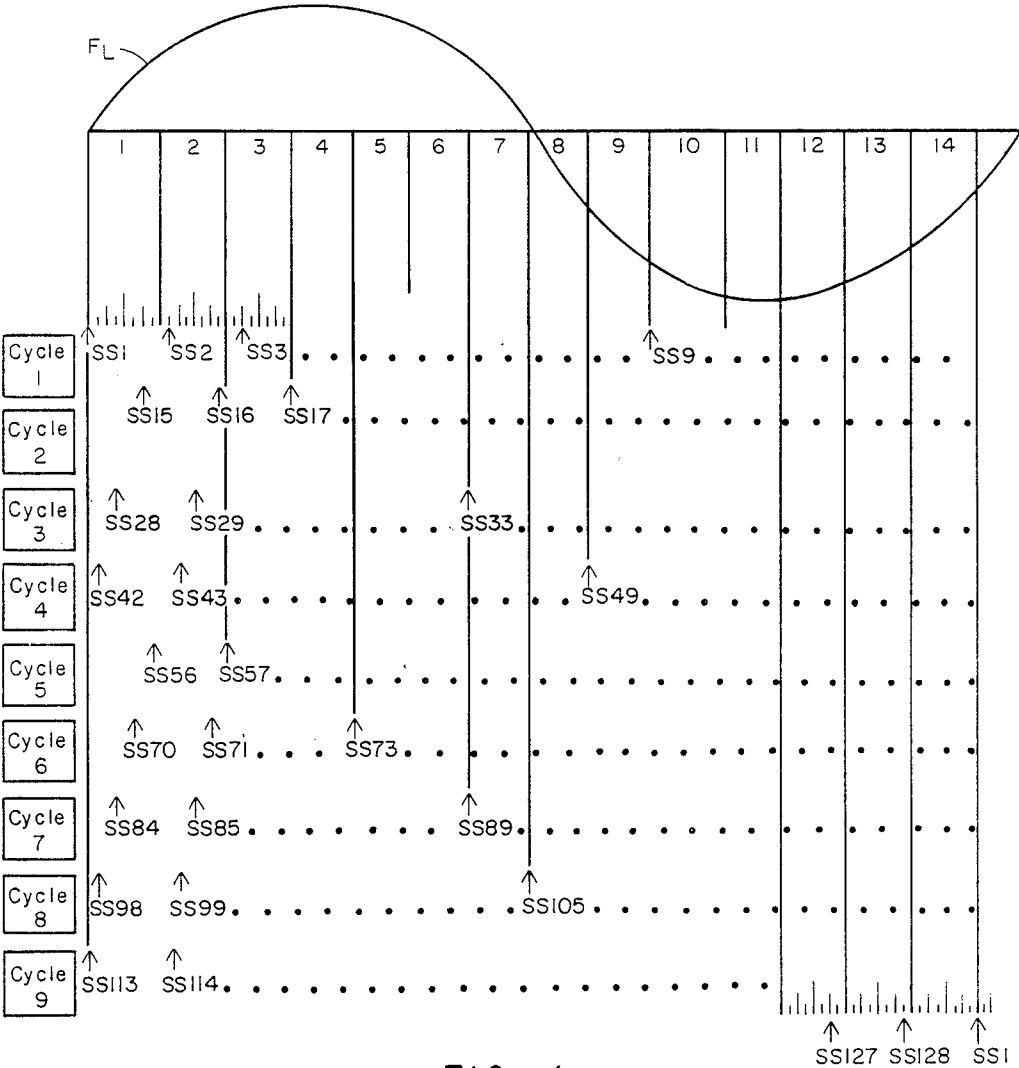 FL
1 2 3 4 5 6 7 8 9 10 11 12 13 14
Cycle
1
SS1 SS2 SS3 SS9
Cycle
2
SS15 SS16 SS17
Cycle
3
SS28 SS29 SS33
Cycle
4
SS42 SS43 SS49
Cycle
5
SS56 SS57
Cycle
6
SS70 SS71 SS73
Cycle
7
SS84 SS85 SS89
Cycle
8
SS98 SS99 SS105
Cycle
9
SS113 SS114
SS127 SS128 SS1